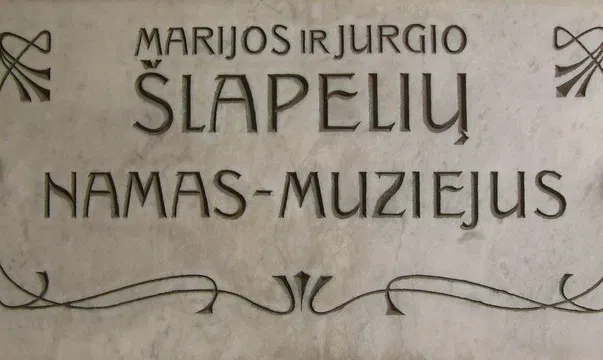 MARIJOS IR JURGIO
ŠLAPELIŲ
NAMAS-MUZIEJUS